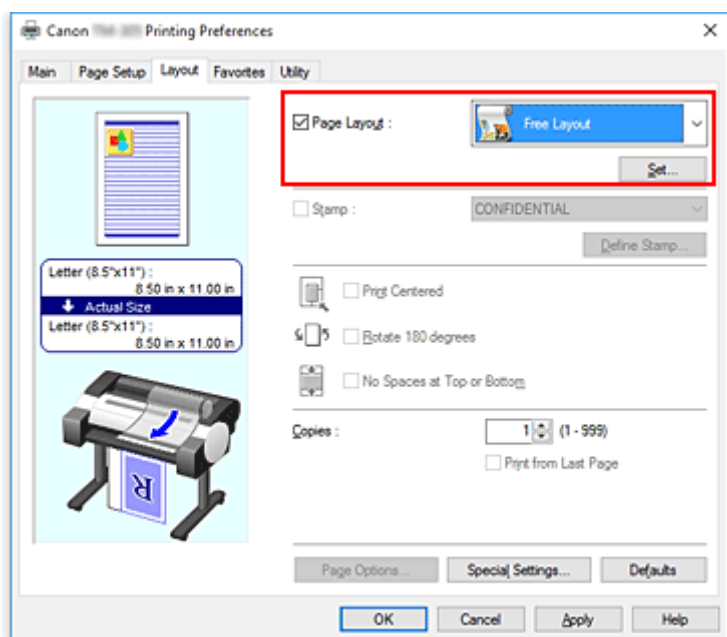 Canon Printing Preferences
Main Page Setup Layout Favorites Utility
Page Layout : Free Layout
Set...
Stamp : CONFIDENTIAL
Define Stamp...
Letter (8.5"x11") :
8.50 in x 11.00 in
Actual Size
Letter (8.5"x11") :
8.50 in x 11.00 in
Print Centered
Rotate 180 degrees
No Spaces at Top or Bottom
Copies : 1 (1 - 999)
Print from Last Page
R
Page Options... Special Settings... Defaults
OK Cancel Apply Help